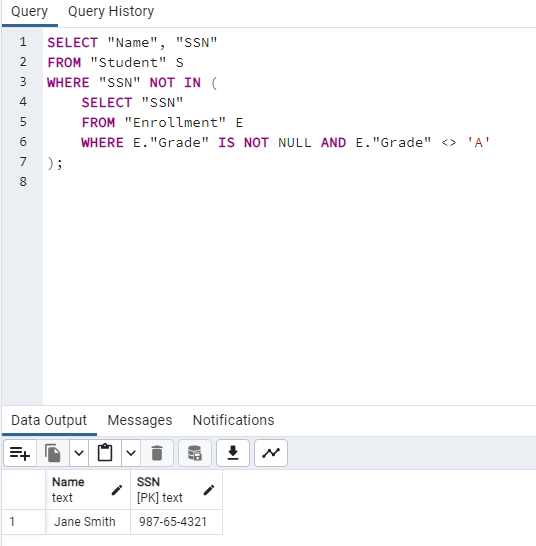 Query Query History
1 SELECT "Name", "SSN"
2 FROM "Student" S
3 WHERE "SSN" NOT IN (
4 SELECT "SSN"
5 FROM "Enrollment" E
6 WHERE E."Grade" IS NOT NULL AND E."Grade" <> 'A'
7 );
8
Data Output Messages Notifications
Name SSN
text [PK] text
1 Jane Smith 987-65-4321